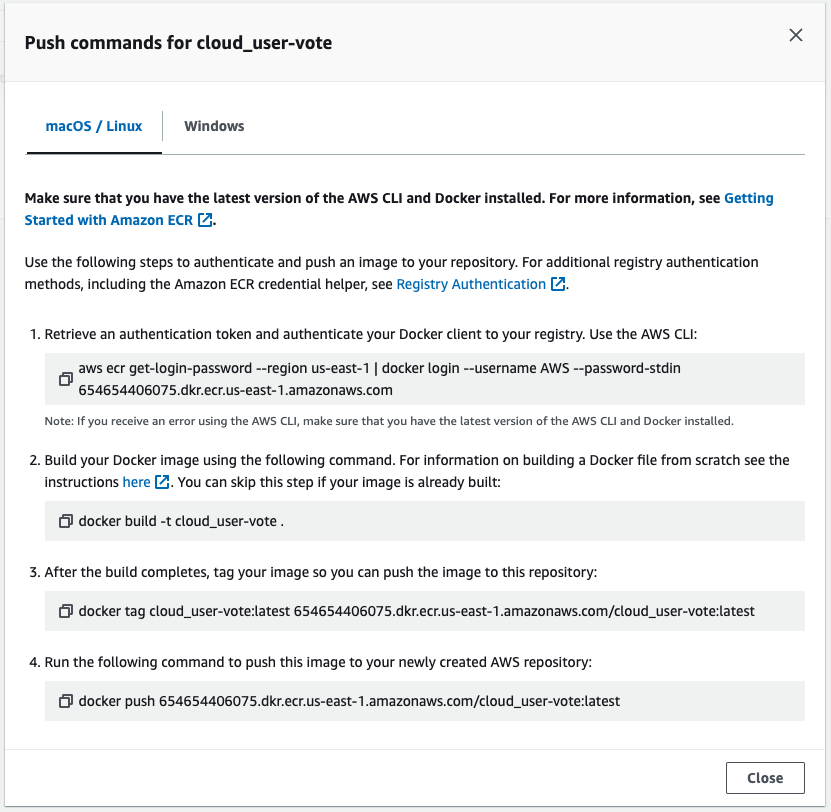 Push commands for cloud_user-vote
macOS / Linux
Windows
Make sure that you have the latest version of the AWS CLI and Docker installed. For more information, see Getting
Started with Amazon ECR.
Use the following steps to authenticate and push an image to your repository. For additional registry authentication
methods, including the Amazon ECR credential helper, see Registry Authentication.
1. Retrieve an authentication token and authenticate your Docker client to your registry. Use the AWS CLI:
aws ecr get-login-password --region us-east-1 | docker login --username AWS --password-stdin
654654406075.dkr.ecr.us-east-1.amazonaws.com
Note: If you receive an error using the AWS CLI, make sure that you have the latest version of the AWS CLI and Docker installed.
2. Build your Docker image using the following command. For information on building a Docker file from scratch see the
instructions here. You can skip this step if your image is already built:
docker build -t cloud_user-vote .
3. After the build completes, tag your image so you can push the image to this repository:
docker tag cloud_user-vote:latest 654654406075.dkr.ecr.us-east-1.amazonaws.com/cloud_user-vote:latest
4. Run the following command to push this image to your newly created AWS repository:
docker push 654654406075.dkr.ecr.us-east-1.amazonaws.com/cloud_user-vote:latest
Close